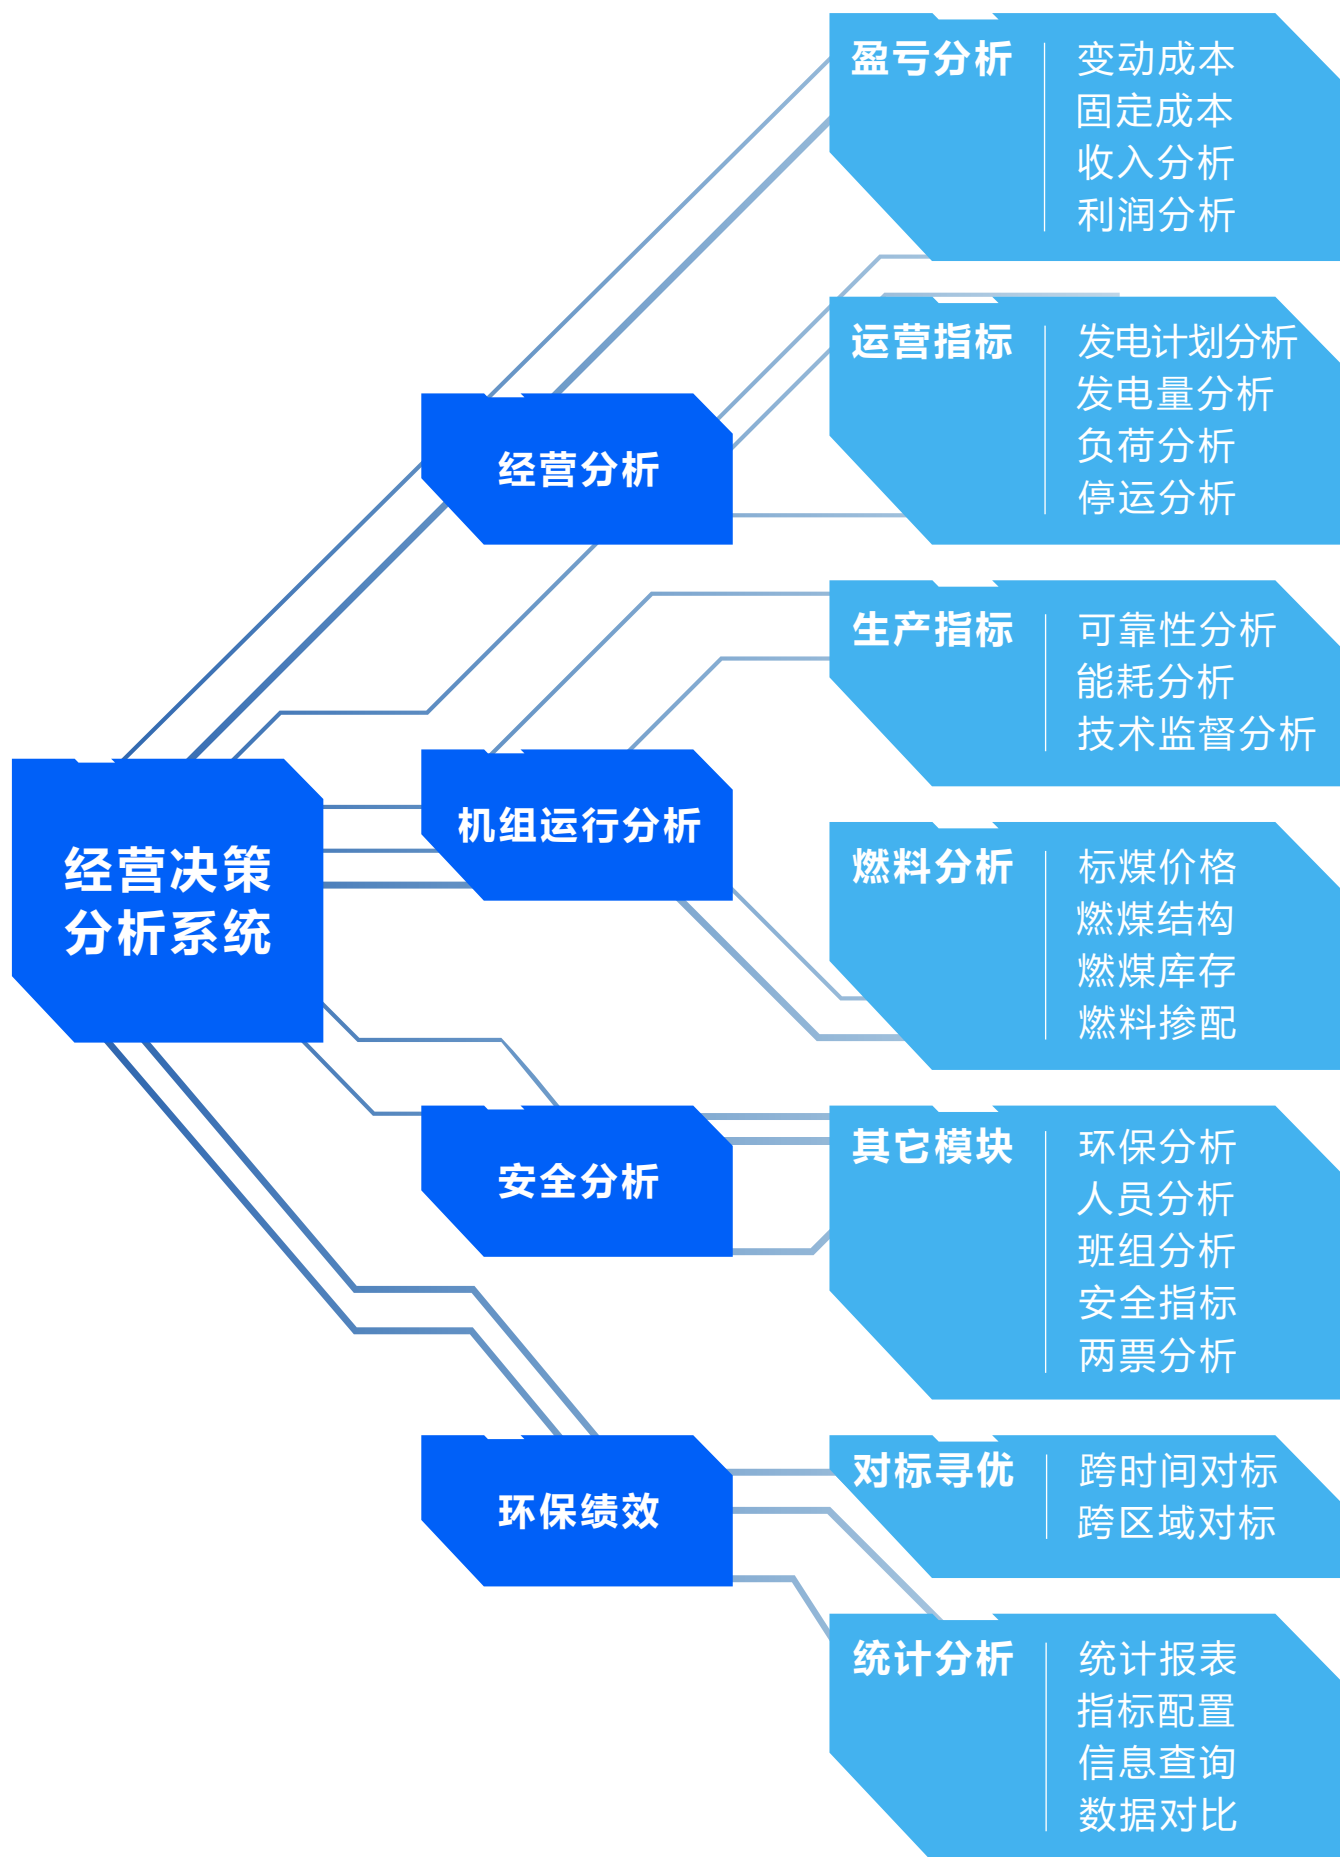 经营决策
分析系统
经营分析
机组运行分析
安全分析
环保绩效
盈亏分析
变动成本
固定成本
收入分析
利润分析
运营指标
发电计划分析
发电量分析
负荷分析
停运分析
生产指标
可靠性分析
能耗分析
技术监督分析
燃料分析
标煤价格
燃煤结构
燃煤库存
燃料掺配
其它模块
环保分析
人员分析
班组分析
安全指标
两票分析
对标寻优
跨时间对标
跨区域对标
统计分析
统计报表
指标配置
信息查询
数据对比